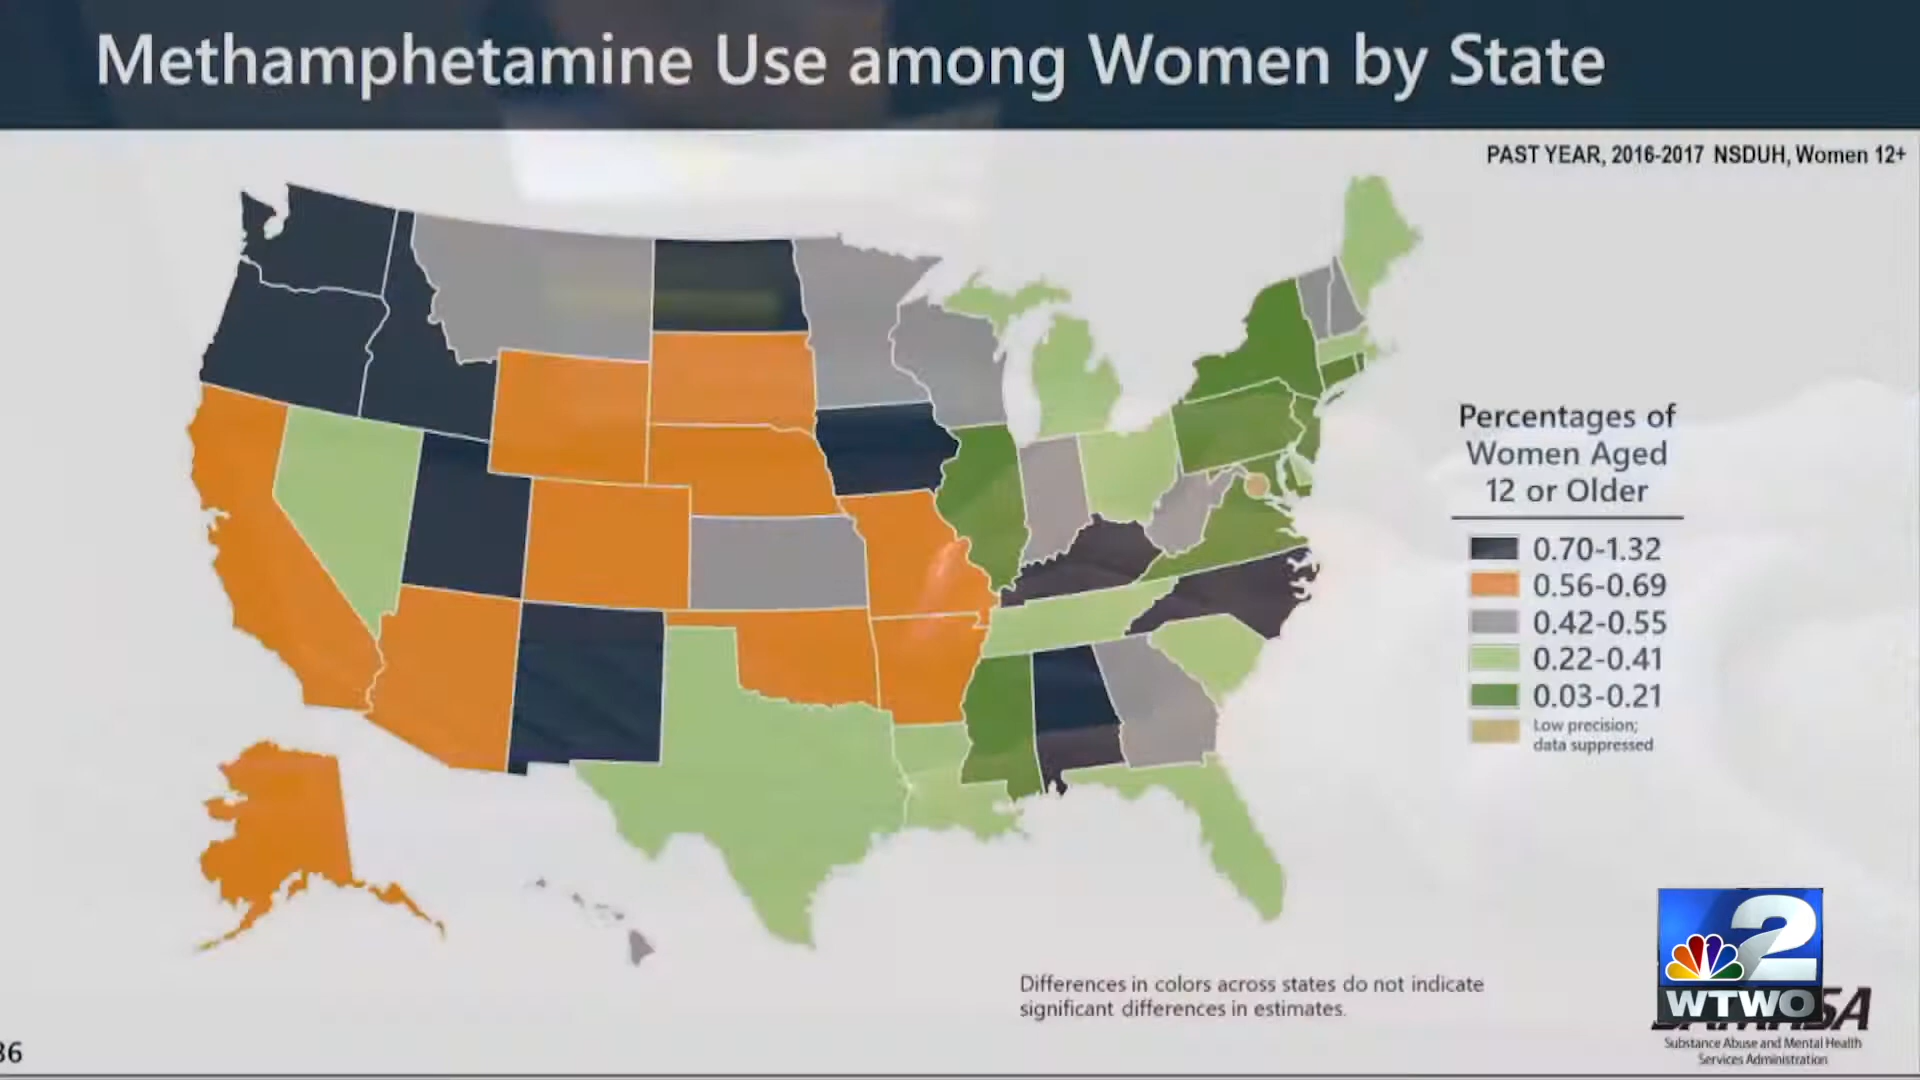 Methamphetamine Use among Women by State
PAST YEAR, 2016-2017 NSDUH, Women 12+
Percentages of
Women Aged
12 or Older
0.70-1.32
0.56-0.69
0.42-0.55
0.22-0.41
0.03-0.21
Low precision;
data suppressed
Differences in colors across states do not indicate
significant differences in estimates.
2
WTWO
SAMHSA
Substance Abuse and Mental Health
Services Administration
36